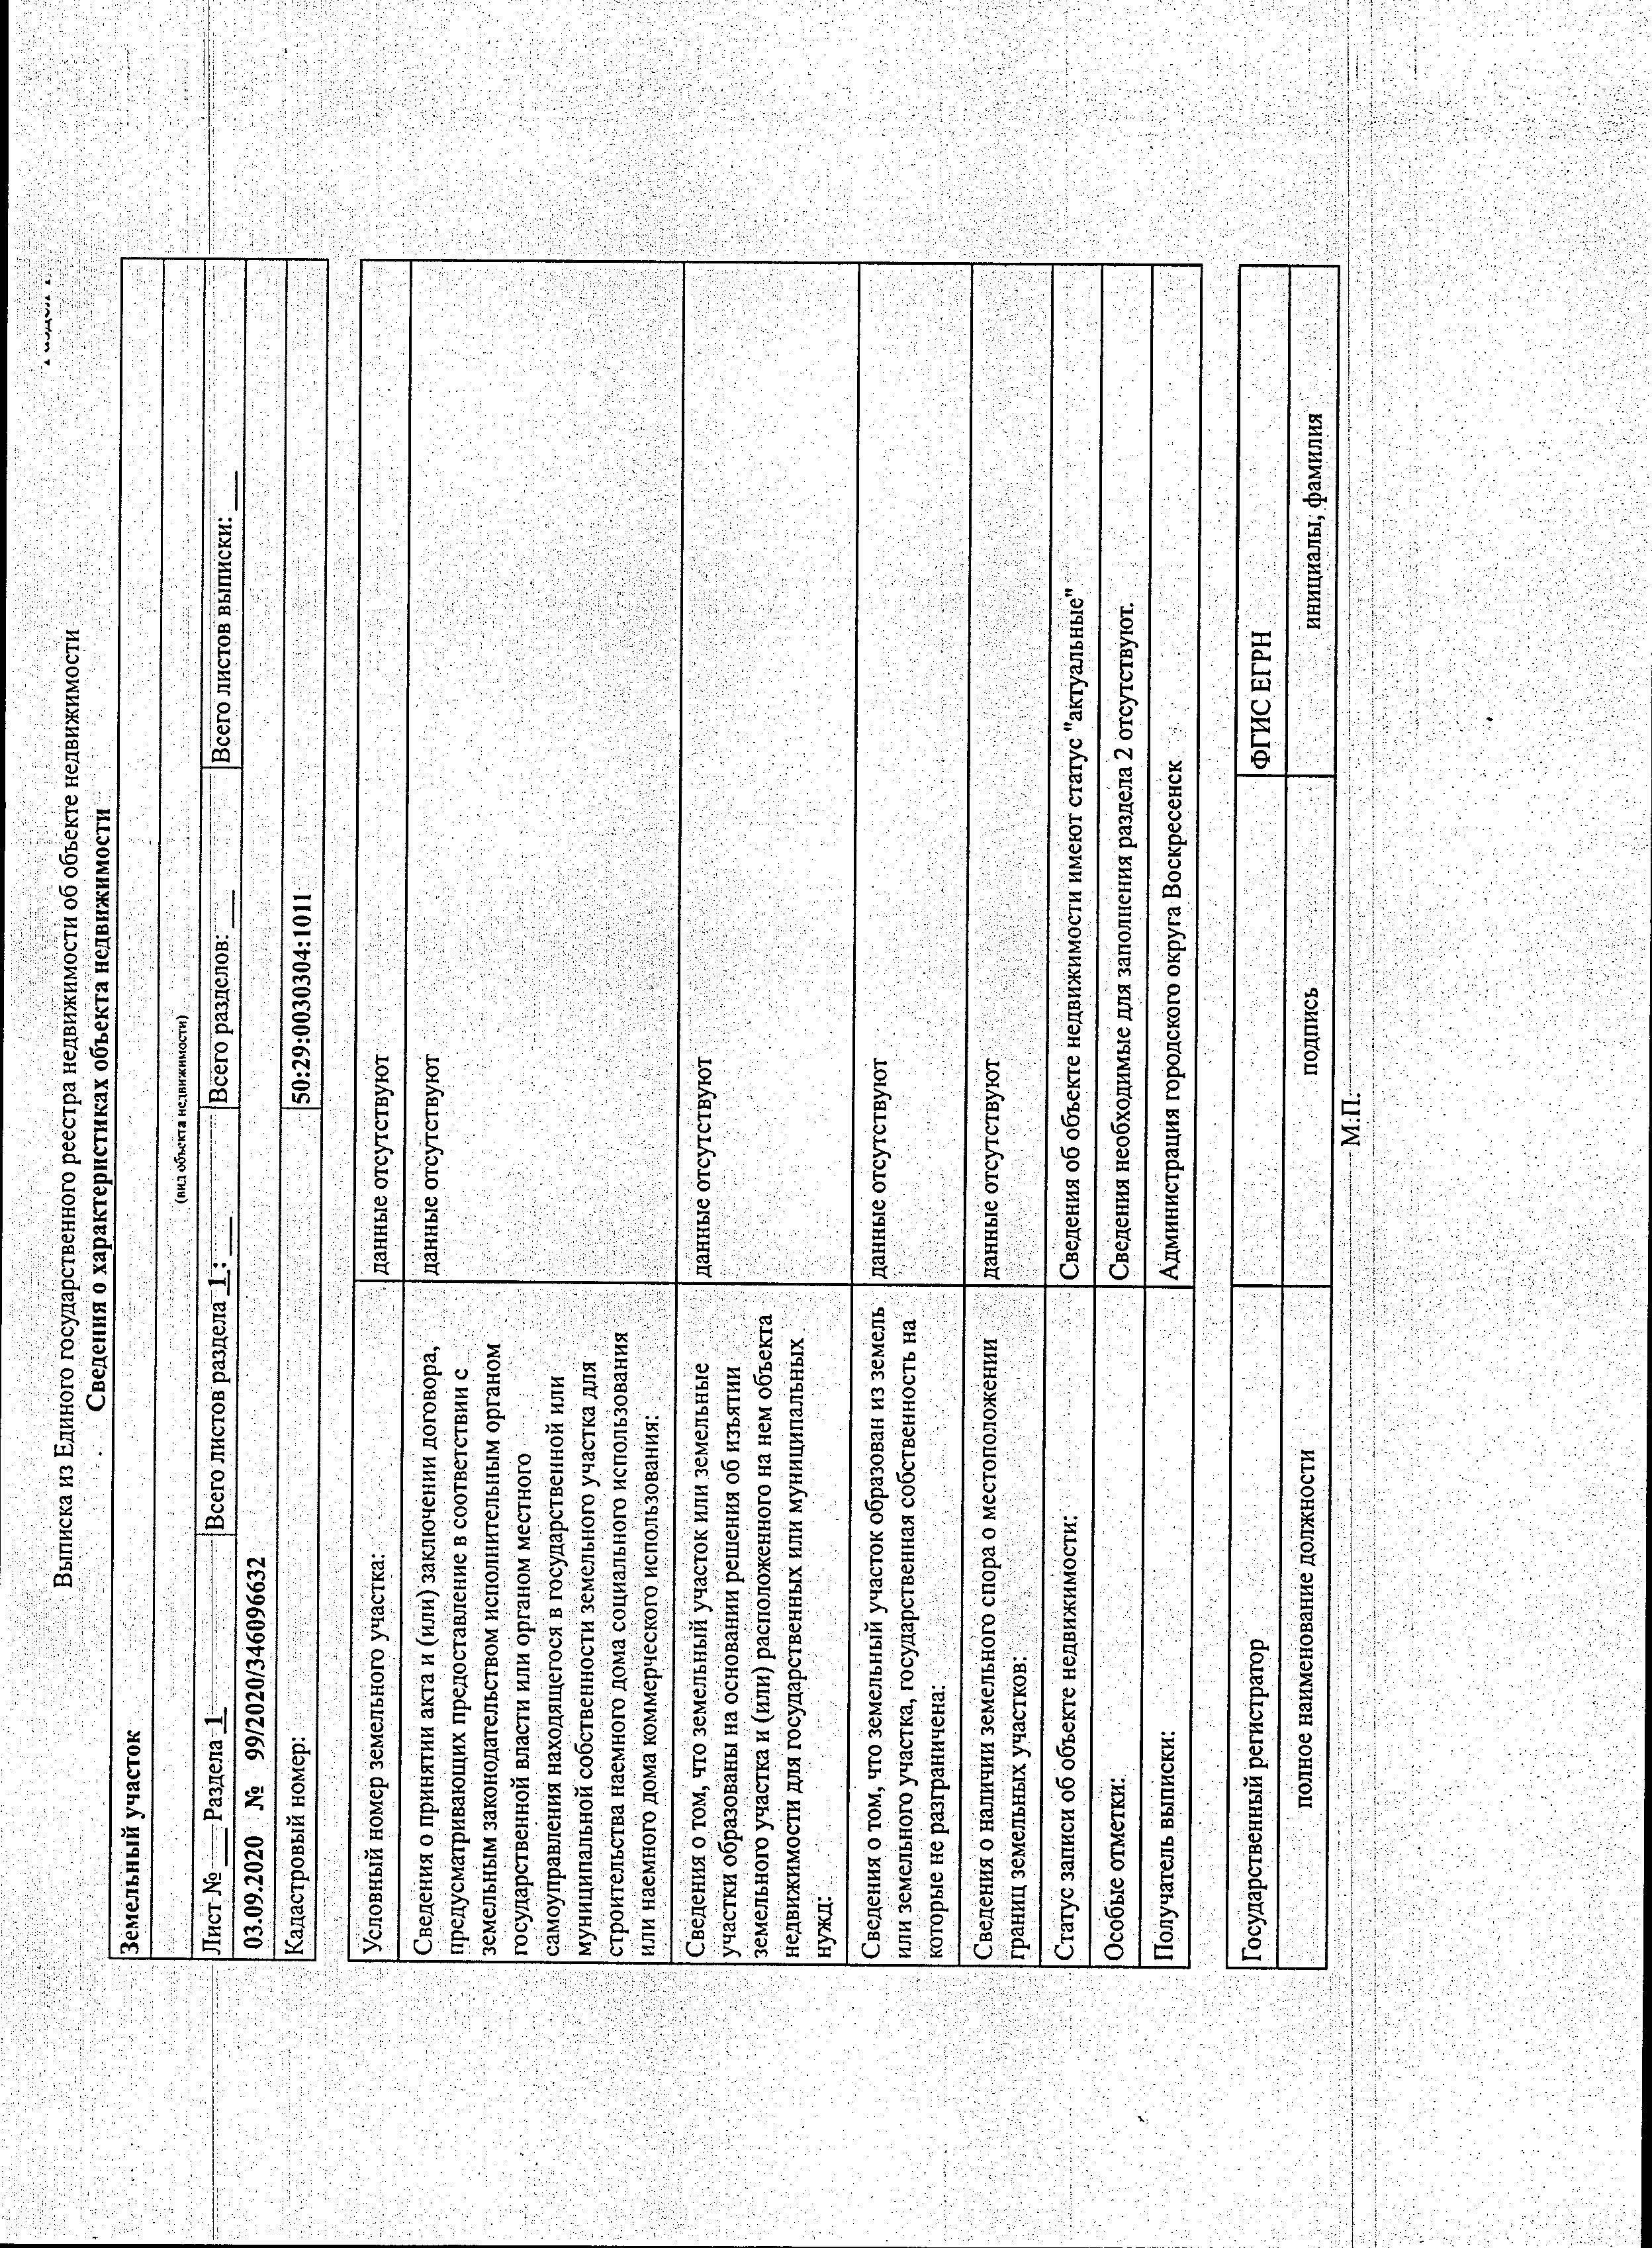 Выписка из Единого государственного реестра недвижимости об объекте недвижимости
Сведения о характеристиках объекта недвижимости
Земельный участок
(вид объекта недвижимости)
Лист № ___ Раздела 1 Всего листов раздела 1 : ___ Всего разделов: ___ Всего листов выписки: ___
03.09.2020 № 99/2020/346096632
Кадастровый номер: 50:29:0030304:1011
Условный номер земельного участка: данные отсутствуют
Сведения о принятии акта и (или) заключении договора, данные отсутствуют
предусматривающих предоставление в соответствии с
земельным законодательством исполнительным органом
государственной власти или органом местного
самоуправления находящегося в государственной или
муниципальной собственности земельного участка для
строительства наемного дома социального использования
или наемного дома коммерческого использования:
Сведения о том, что земельный участок или земельные данные отсутствуют
участки образованы на основании решения об изъятии
земельного участка и (или) расположенного на нем объекта
недвижимости для государственных или муниципальных
нужд:
Сведения о том, что земельный участок образован из земель данные отсутствуют
или земельного участка, государственная собственность на
которые не разграничена:
Сведения о наличии земельного спора о местоположении данные отсутствуют
границ земельных участков:
Статус записи об объекте недвижимости: Сведения об объекте недвижимости имеют статус "актуальные"
Особые отметки: Сведения необходимые для заполнения раздела 2 отсутствуют.
Получатель выписки: Администрация городского округа Воскресенск
Государственный регистратор ФГИС ЕГРН
полное наименование должности подпись инициалы, фамилия
М.П.